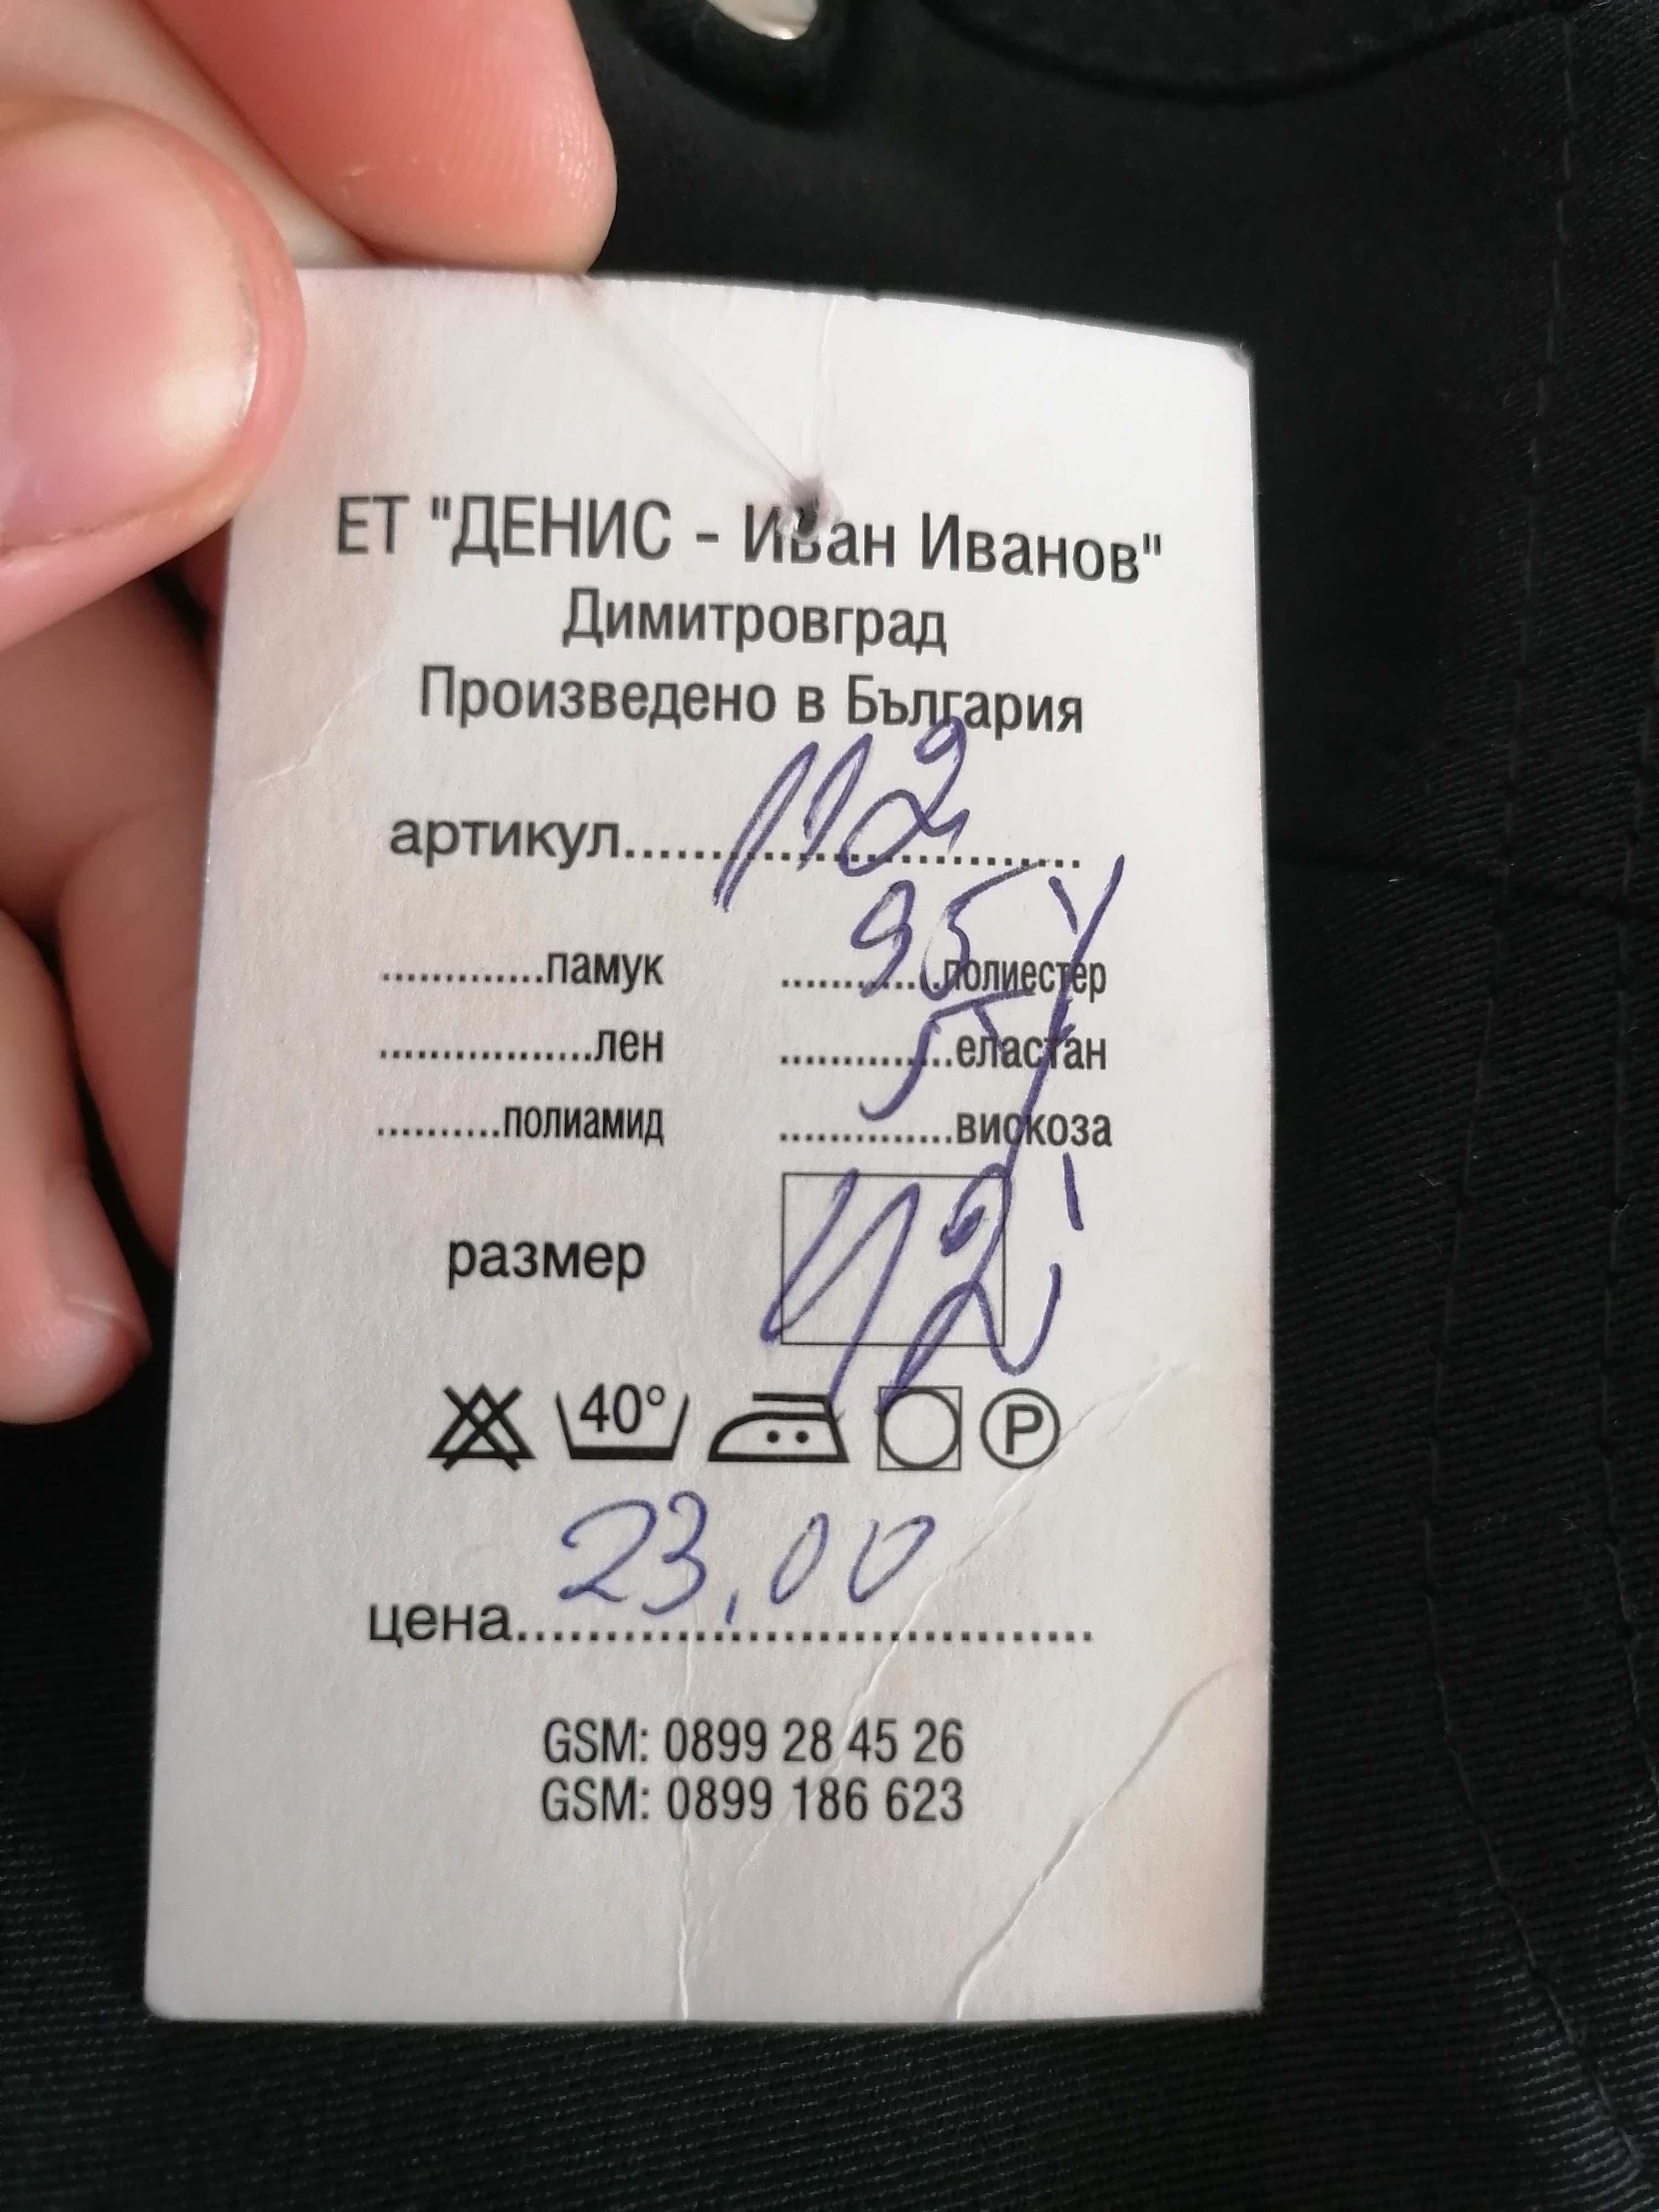 ЕТ "ДЕНИС - Иван Иванов"
Димитровград
Произведено в България
артикул 112
.............памук 95 %.............полиестер
.................лен 5 %..............еластан
..........полиамид ..............вискоза
размер 42
40° P
цена 23,00
GSM: 0899 28 45 26
GSM: 0899 186 623